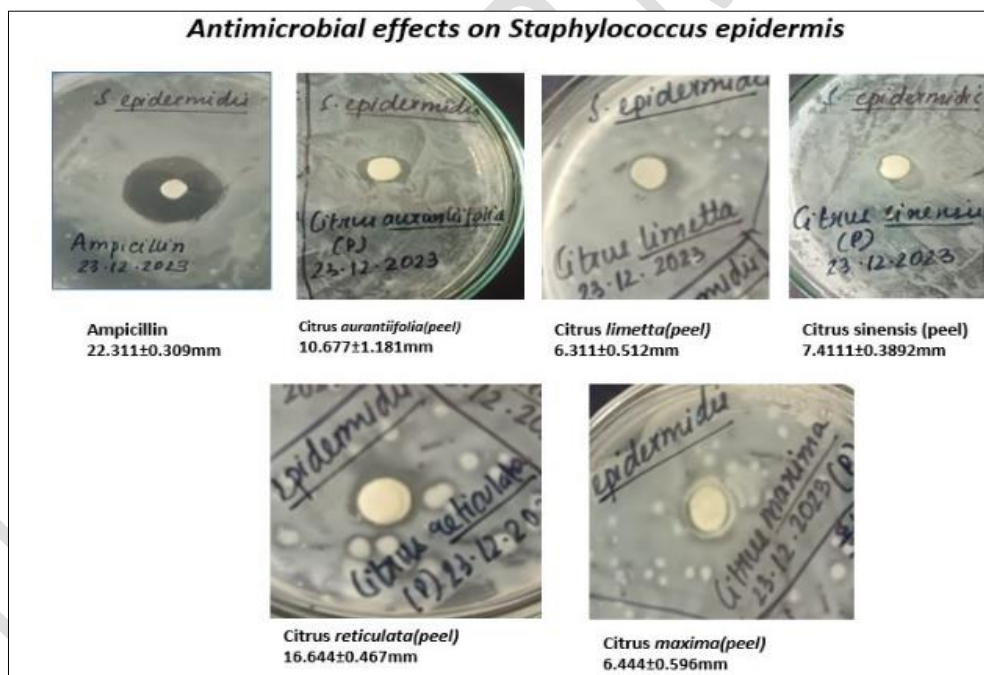 Antimicrobial effects on Staphylococcus epidermis
S. epidermidis
Ampicillin
23.12.2023
S. epidermidis
Citrus aurantiifolia
(P)
23.12.2023
S. epidermidis
Citrus limetta
23.12.2023
midis
S. epidermidis
Citrus sinensis
(P)
23.12.2023
Ampicillin
22.311±0.309mm
Citrus aurantiifolia(peel)
10.677±1.181mm
Citrus limetta(peel)
6.311±0.512mm
Citrus sinensis (peel)
7.4111±0.3892mm
epidermidis
Citrus reticulata
(P) 23.12.202
epidermidis
Citrus maxima
23.12.2023 (P)
Citrus reticulata(peel)
16.644±0.467mm
Citrus maxima(peel)
6.444±0.596mm